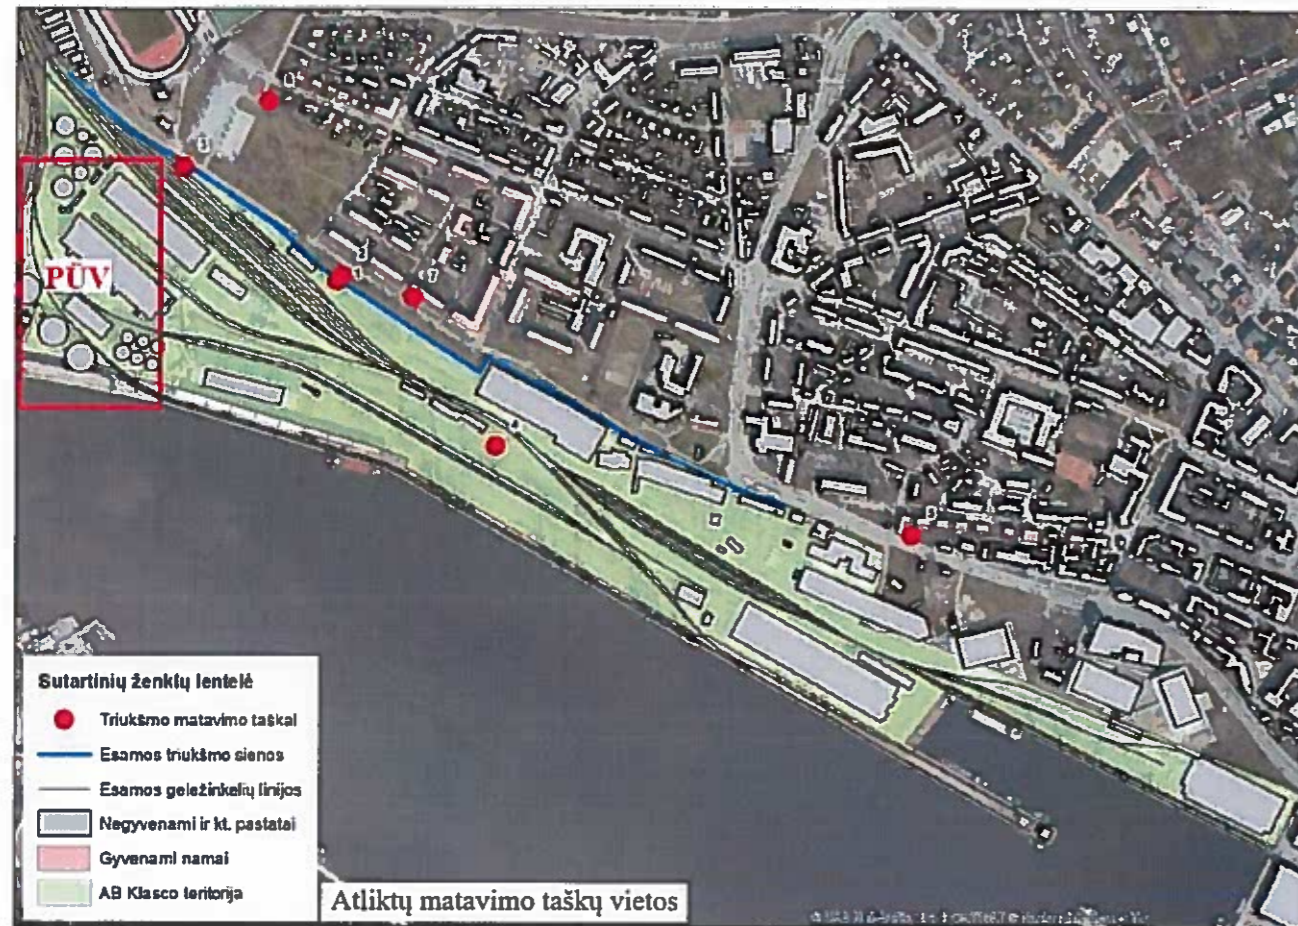 PŪV
Sutartinių ženklų lentelė
Triukšmo matavimo taškai
Esamos triukšmo sienos
Esamos geležinkelių linijos
Negyvenami ir kt. pastatai
Gyvenami namai
AB Klasco teritorija
Atliktų matavimo taškų vietos